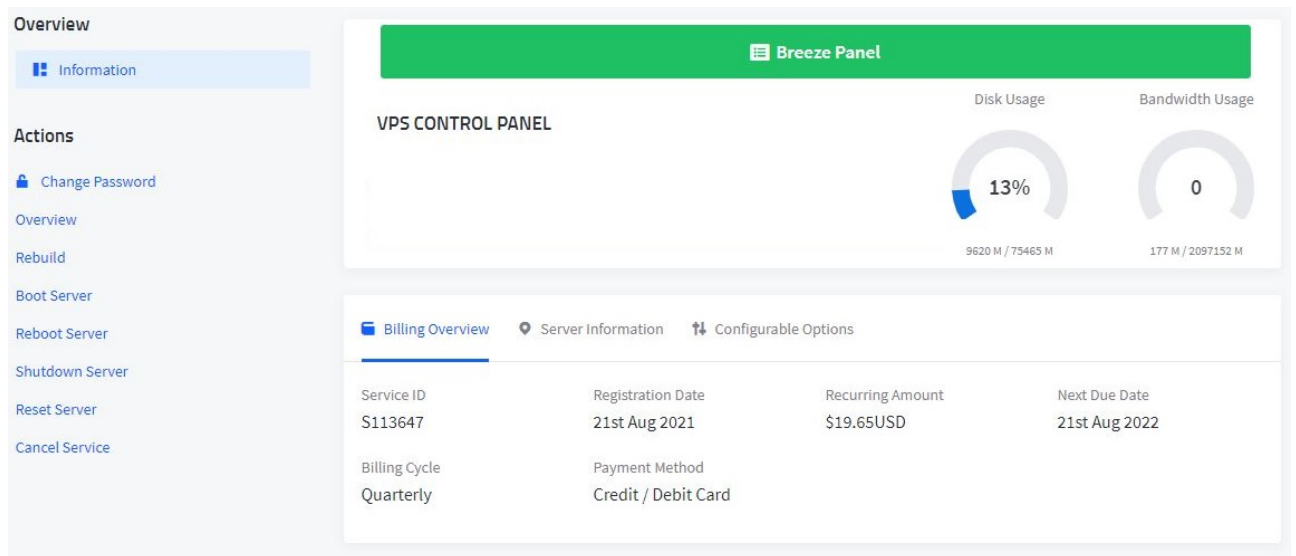 Overview
Information
Actions
Change Password
Overview
Rebuild
Boot Server
Reboot Server
Shutdown Server
Reset Server
Cancel Service
Breeze Panel
VPS CONTROL PANEL
Disk Usage
13%
9620 M / 75465 M
Bandwidth Usage
0
177 M / 2097152 M
Billing Overview Server Information Configurable Options
Service ID
S113647
Registration Date
21st Aug 2021
Recurring Amount
$19.65USD
Next Due Date
21st Aug 2022
Billing Cycle
Quarterly
Payment Method
Credit / Debit Card